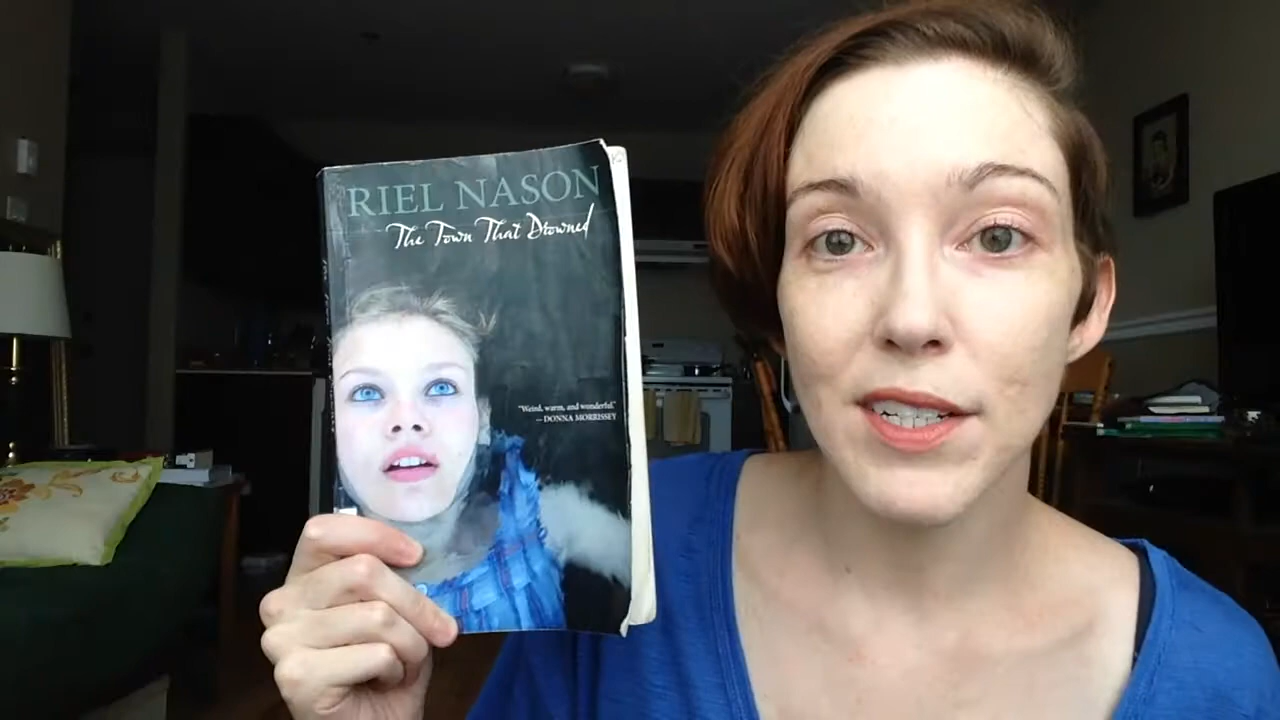 RIEL NASON
The Town That Drowned
"Weird, warm, and wonderful."
— DONNA MORRISSEY